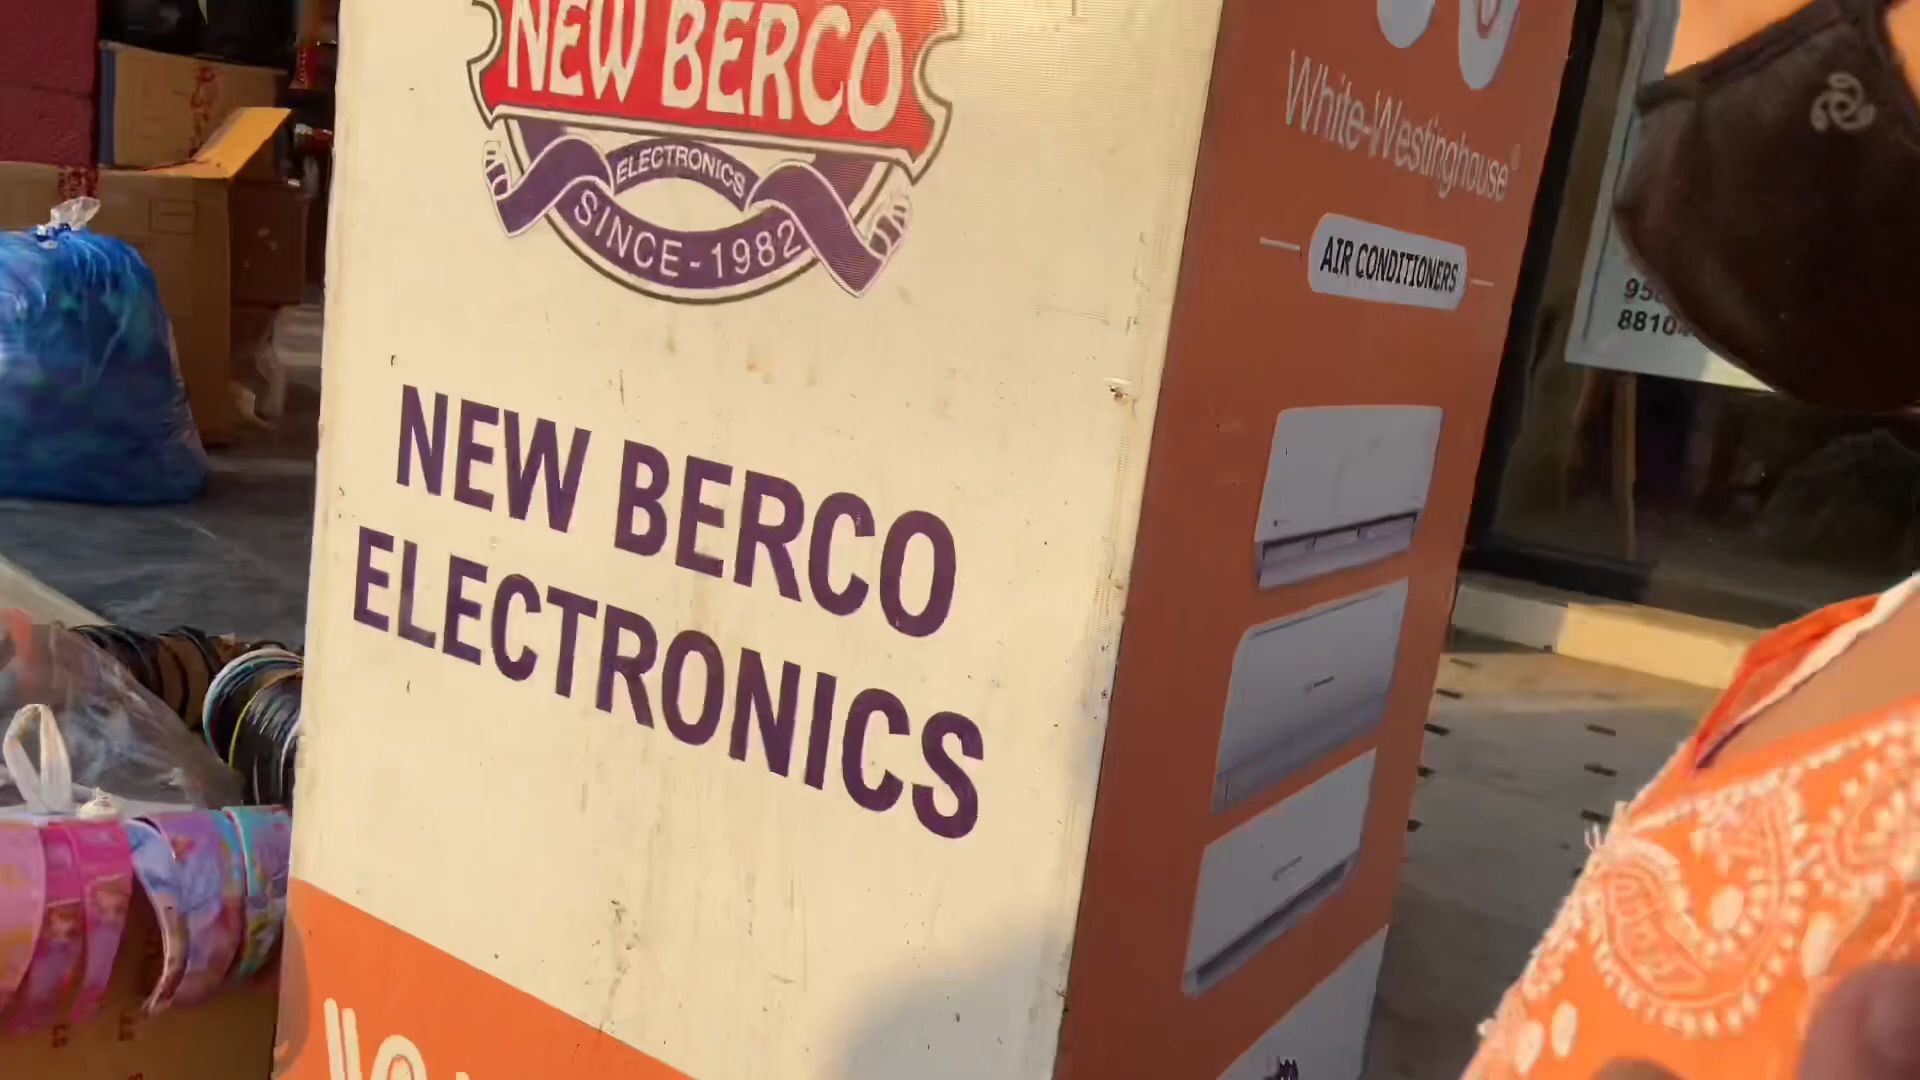 NEW BERCO
ELECTRONICS
SINCE-1982
NEW BERCO
ELECTRONICS
White-Westinghouse®
AIR CONDITIONERS